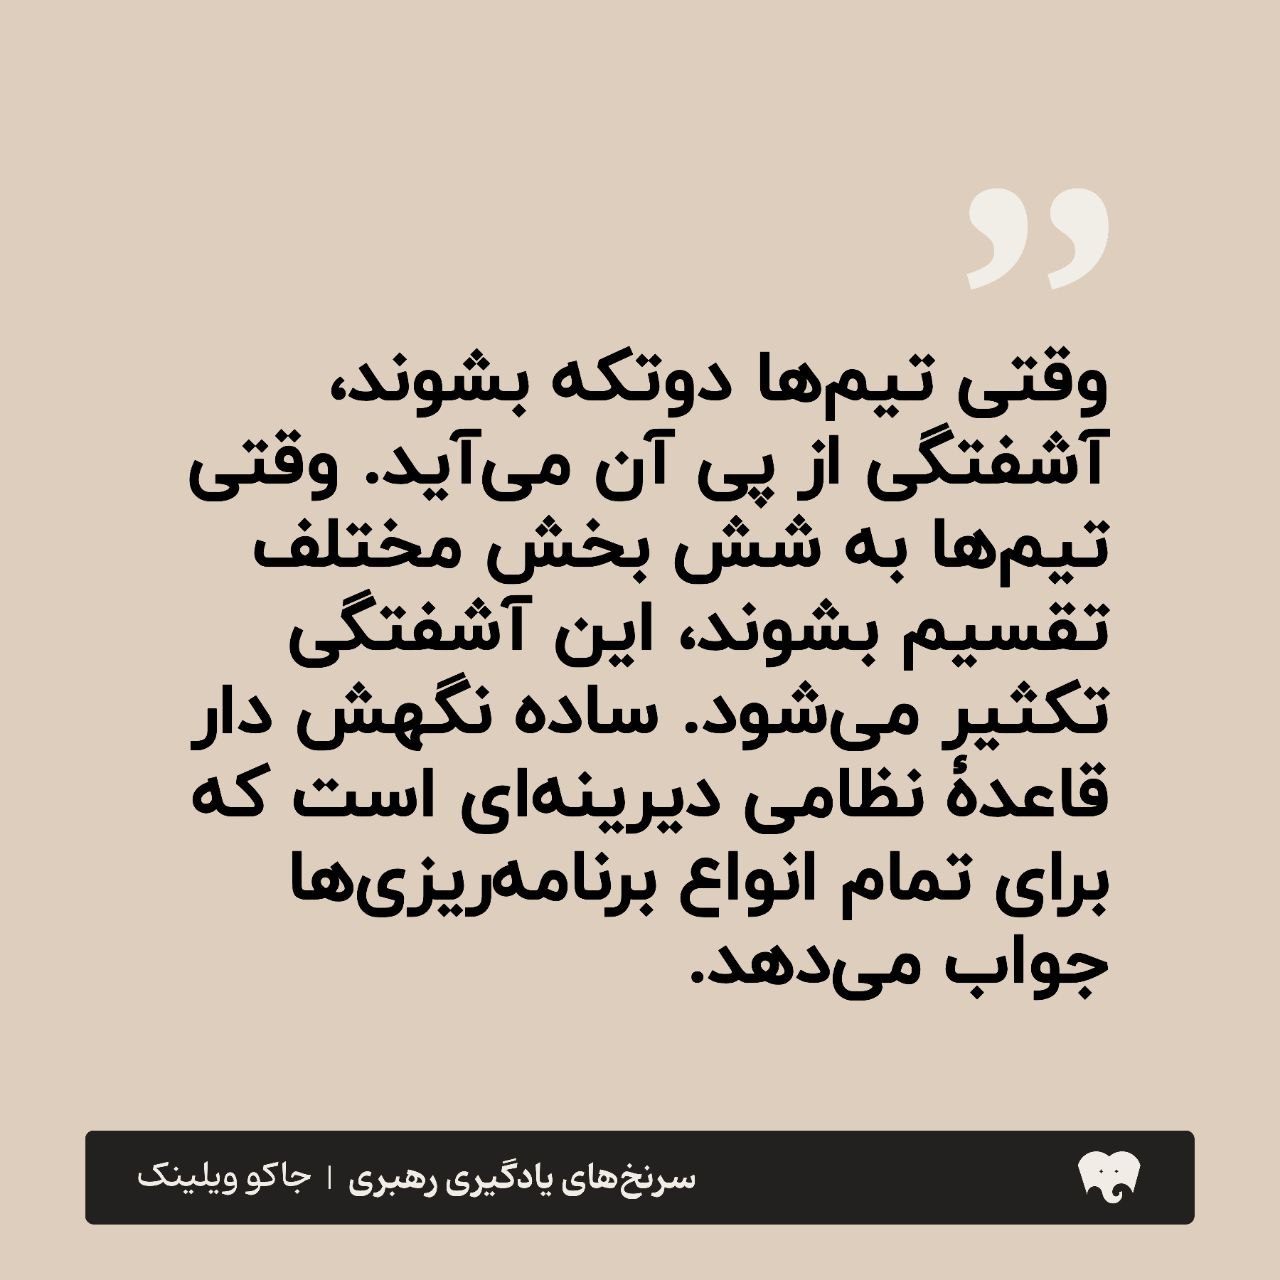 ”
وقتی تیم‌ها دوتکه بشوند،
آشفتگی از پی آن می‌آید. وقتی
تیم‌ها به شش بخش مختلف
تقسیم بشوند، این آشفتگی
تکثیر می‌شود. ساده نگهش دار
قاعدهٔ نظامی دیرینه‌ای است که
برای تمام انواع برنامه‌ریزی‌ها
جواب می‌دهد.
سرنخ‌های یادگیری رهبری | جاکو ویلینک